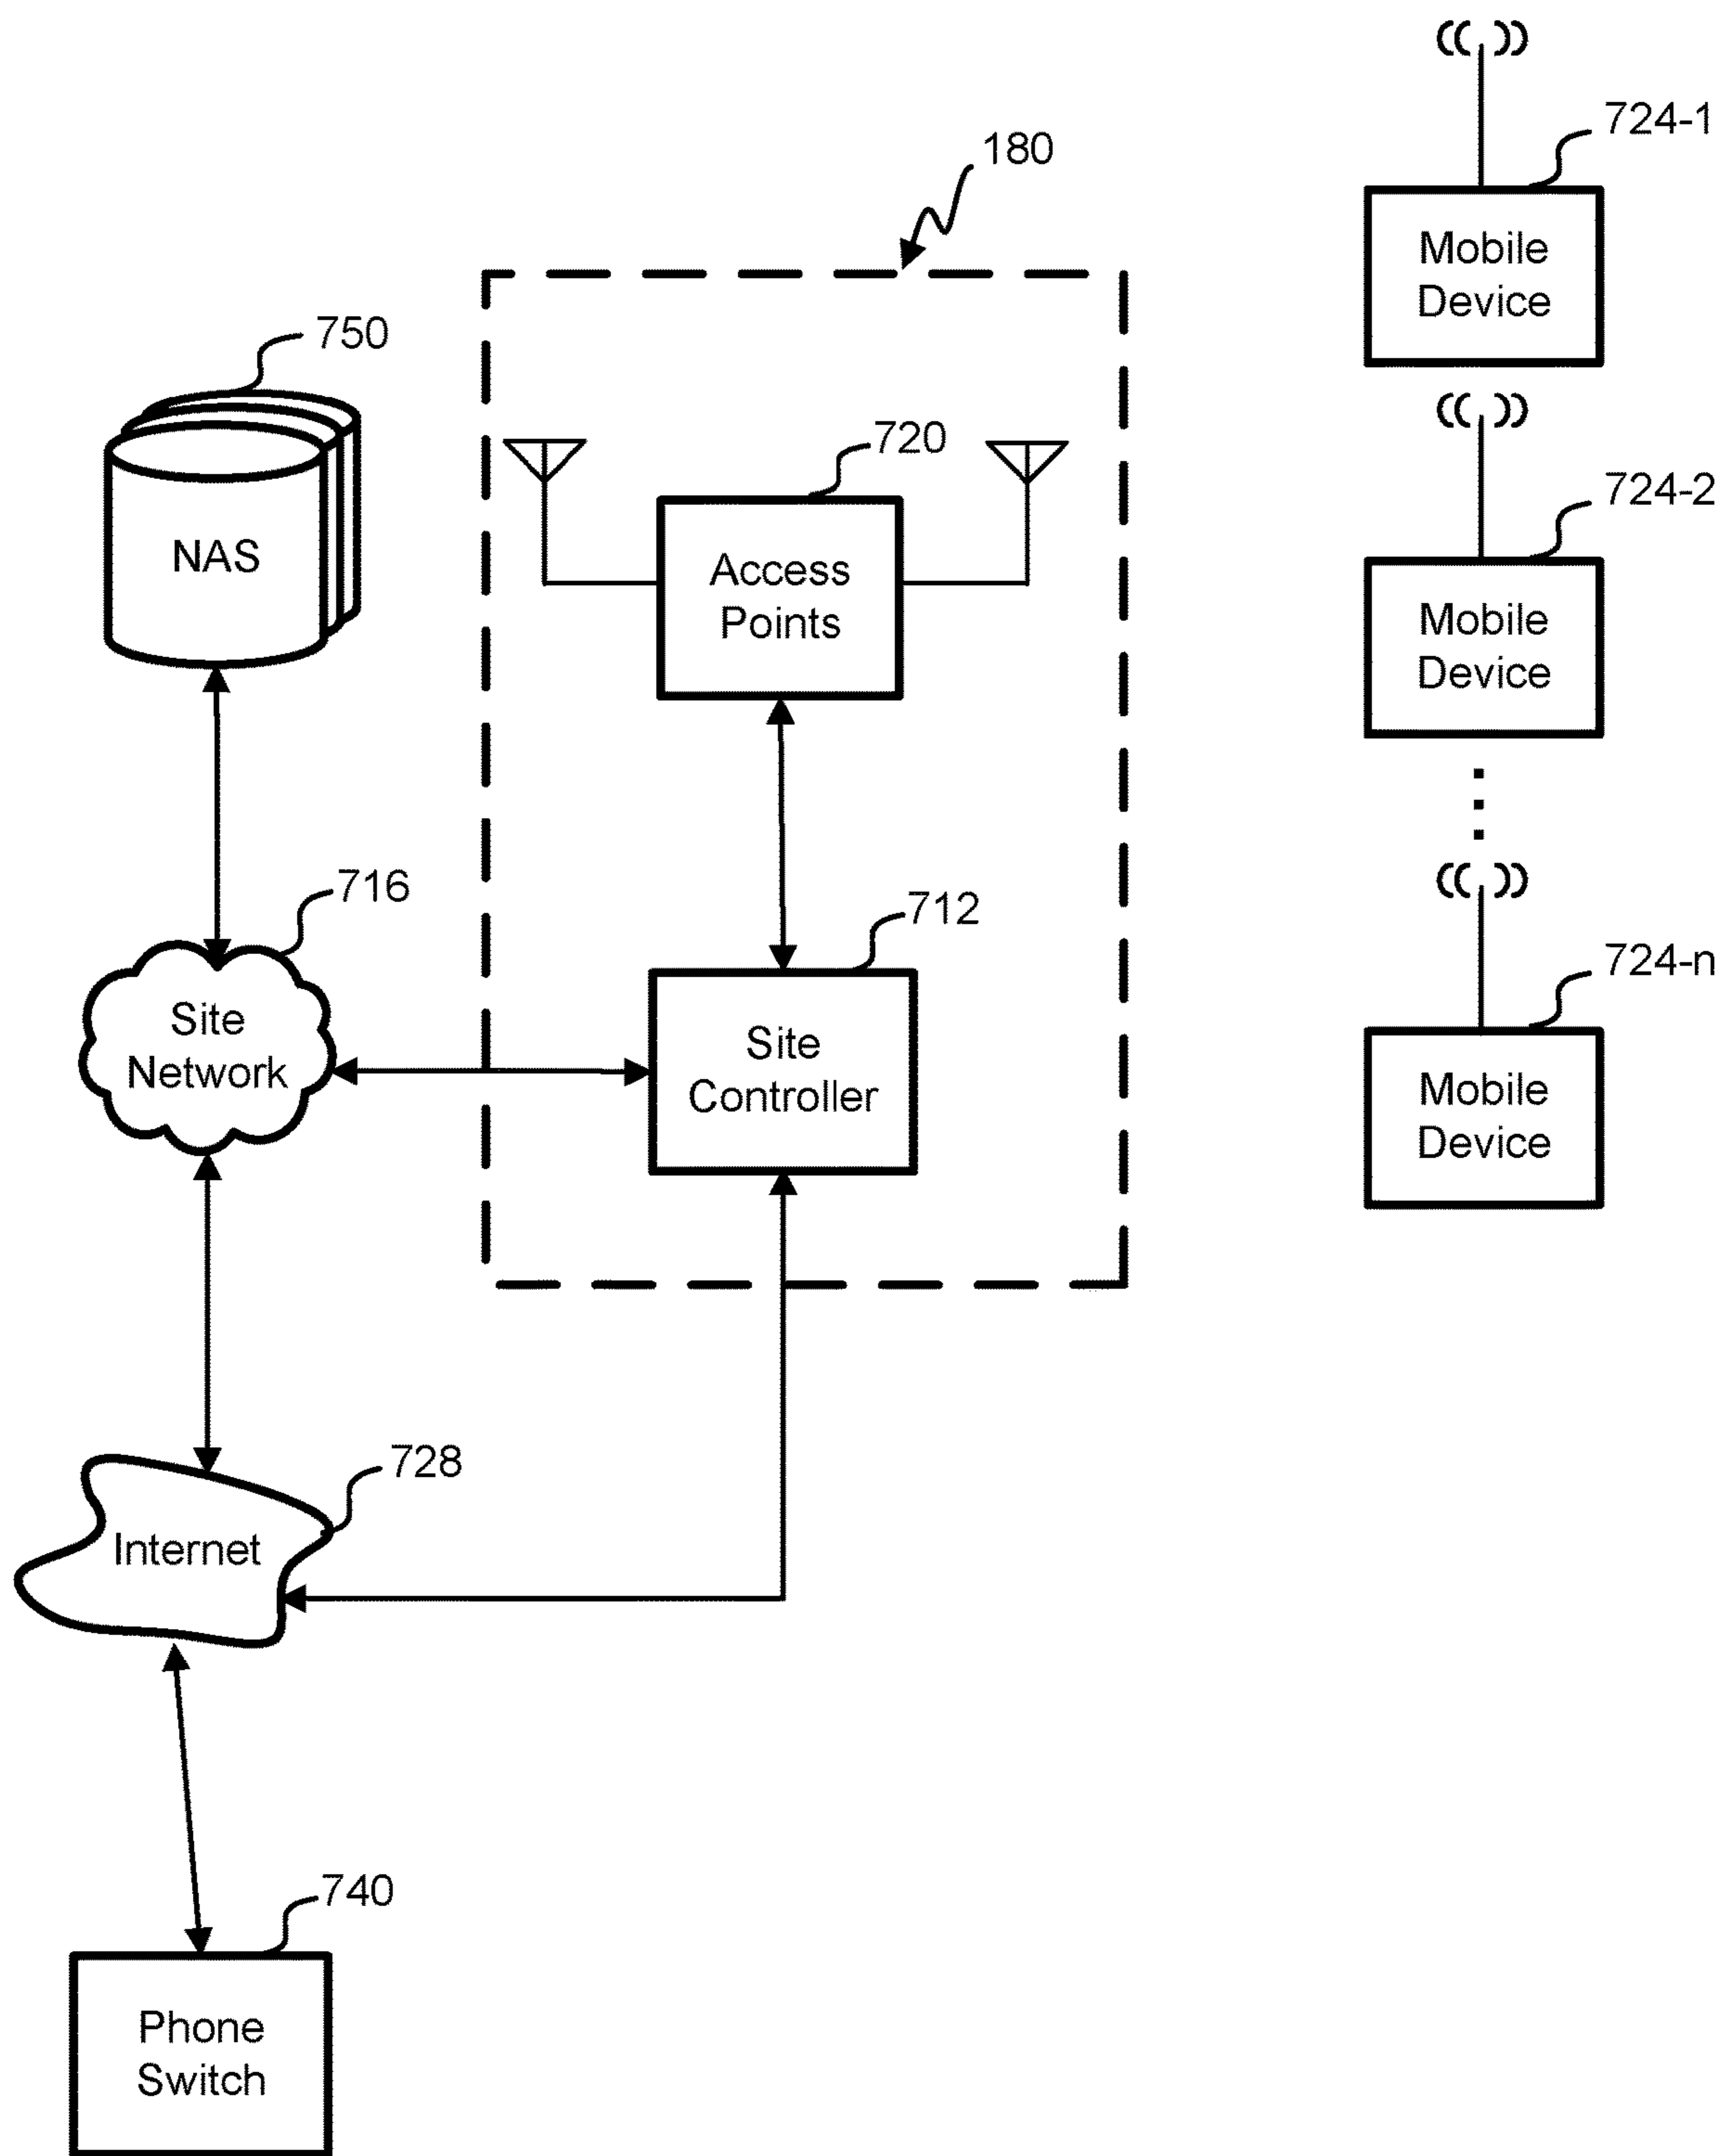 724-1
180
Mobile
Device
750
720
724-2
NAS
Access
Points
Mobile
Device
716
712
724-n
Site
Network
Site
Controller
Mobile
Device
728
Internet
740
Phone
Switch